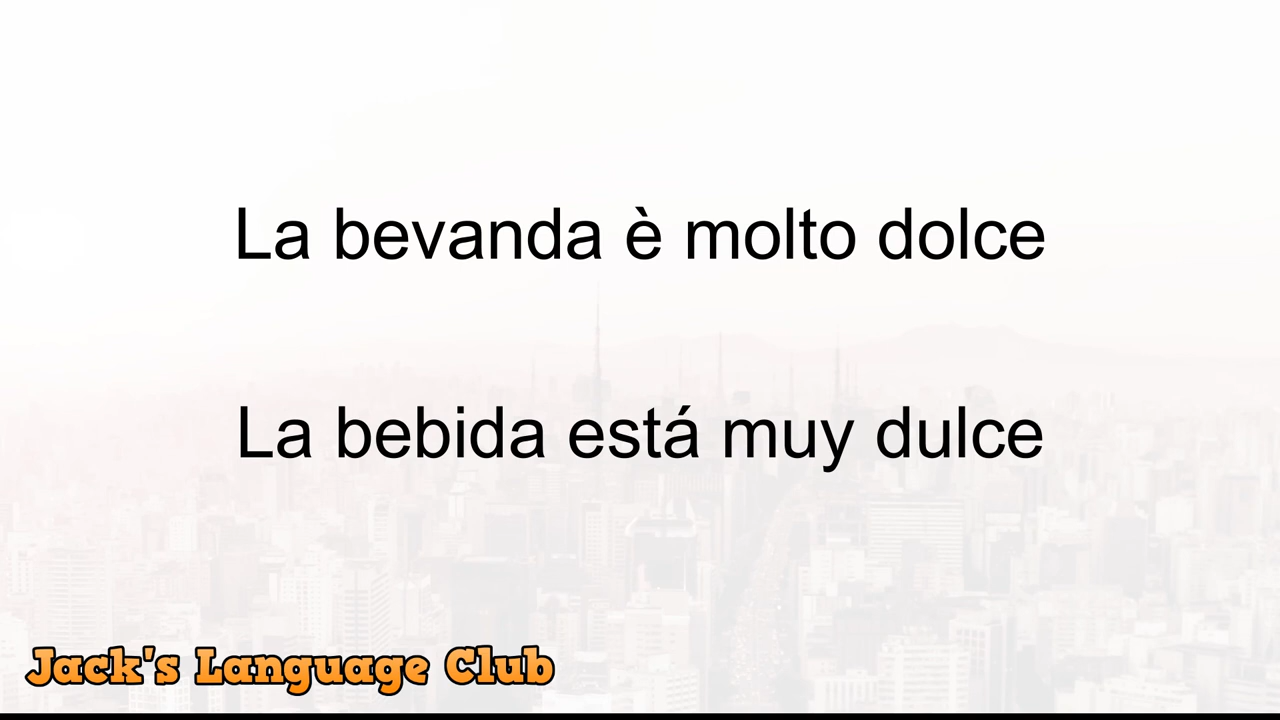 La bevanda è molto dolce
La bebida está muy dulce
Jack's Language Club